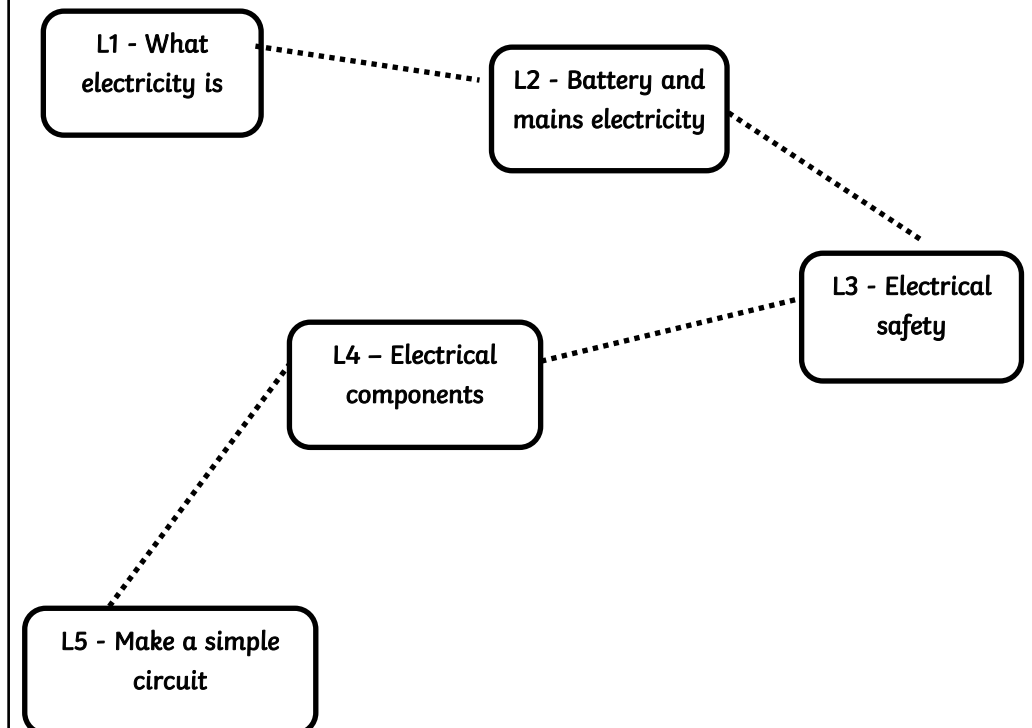 L1 - What
electricity is
L2 - Battery and
mains electricity
L3 - Electrical
safety
L4 – Electrical
components
L5 - Make a simple
circuit